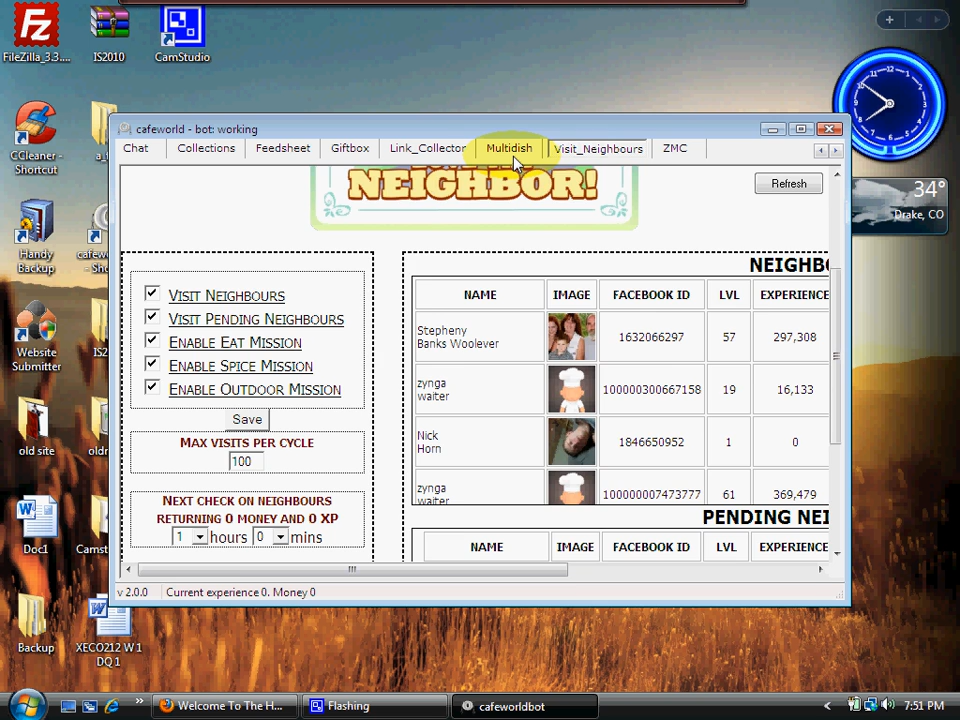 FileZilla_3.3....
IS2010
CamStudio
CCleaner -
Shortcut
Handy
Backup
Website
Submitter
old site
Doc1
Backup
XECO212 W1
DQ 1
34°
Drake, CO
cafeworld - bot: working
Chat
Collections
Feedsheet
Giftbox
Link_Collector
Multidish
Visit_Neighbours
ZMC
NEIGHBOR!
Refresh
VISIT NEIGHBOURS
VISIT PENDING NEIGHBOURS
ENABLE EAT MISSION
ENABLE SPICE MISSION
ENABLE OUTDOOR MISSION
Save
MAX VISITS PER CYCLE
100
NEXT CHECK ON NEIGHBOURS
RETURNING 0 MONEY AND 0 XP
1 hours 0 mins
NEIGHBO
NAME IMAGE FACEBOOK ID LVL EXPERIENCE
Stepheny
Banks Woolever
1632066297 57 297,308
zynga
waiter
100000300667158 19 16,133
Nick
Horn
1846650952 1 0
zynga
waiter
100000007473777 61 369,479
PENDING NEI
NAME IMAGE FACEBOOK ID LVL EXPERIENCE
v 2.0.0 Current experience 0. Money 0
Welcome To The H...
Flashing
cafeworldbot
7:51 PM